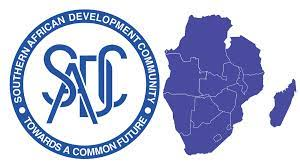 SOUTHERN AFRICAN DEVELOPMENT COMMUNITY
SADC
TOWARDS A COMMON FUTURE